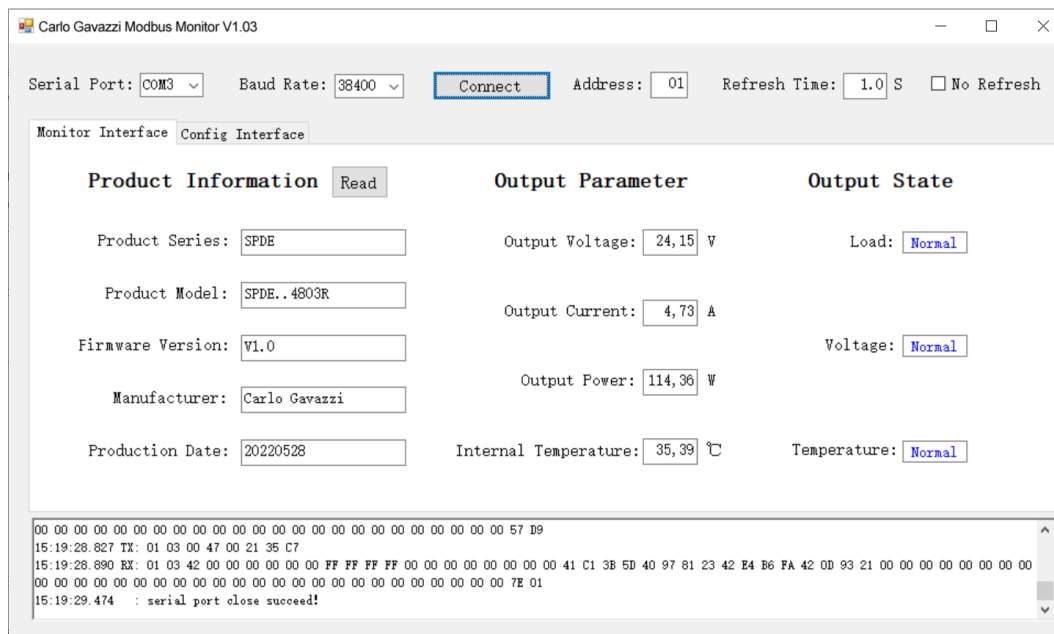 Carlo Gavazzi Modbus Monitor V1.03
Serial Port: COM3 Baud Rate: 38400 Connect Address: 01 Refresh Time: 1.0 S No Refresh
Monitor Interface Config Interface
Product Information Read Output Parameter Output State
Product Series: SPDE Output Voltage: 24,15 V Load: Normal
Product Model: SPDE..4803R Output Current: 4,73 A
Firmware Version: V1.0 Voltage: Normal
Output Power: 114,36 W
Manufacturer: Carlo Gavazzi
Production Date: 20220528 Internal Temperature: 35,39 ℃ Temperature: Normal
00 00 00 00 00 00 00 00 00 00 00 00 00 00 00 00 00 00 00 00 00 00 00 00 57 D9
15:19:28.827 TX: 01 03 00 47 00 21 35 C7
15:19:28.890 RX: 01 03 42 00 00 00 00 00 00 FF FF FF FF 00 00 00 00 00 00 00 00 41 C1 3B 5D 40 97 81 23 42 E4 B6 FA 42 0D 93 21 00 00 00 00 00 00 00 00
00 00 00 00 00 00 00 00 00 00 00 00 00 00 00 00 00 00 00 00 00 00 00 00 7E 01
15:19:29.474 : serial port close succeed!